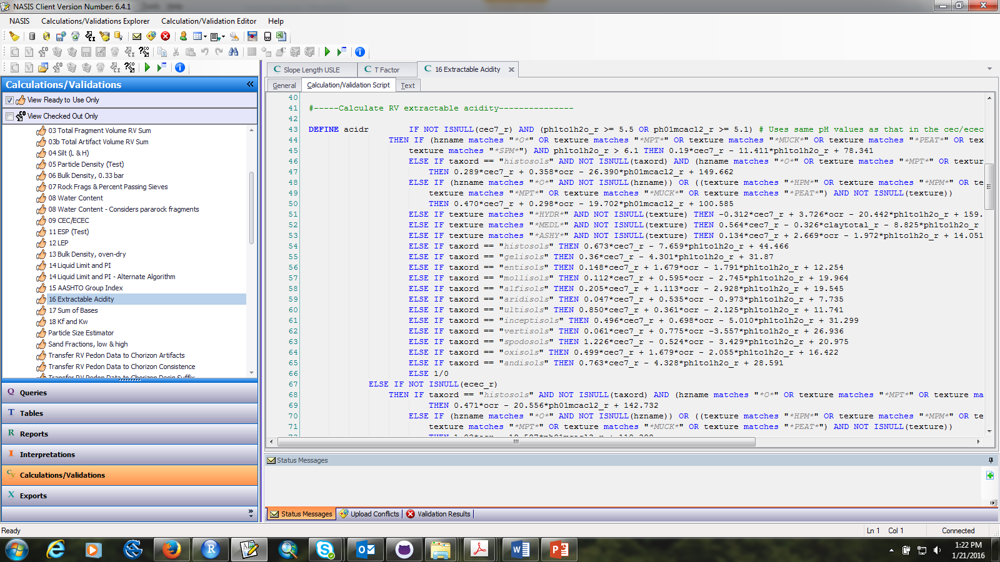 NASIS Client Version Number: 6.4.1
NASIS Calculations/Validations Explorer Calculation/Validation Editor Help
Calculations/Validations
View Ready to Use Only
View Checked Out Only
03 Total Fragment Volume RV Sum
03b Total Artifact Volume RV Sum
04 Silt (L & H)
05 Particle Density (Test)
06 Bulk Density, 0.33 bar
07 Rock Frags & Percent Passing Sieves
08 Water Content
08 Water Content - Considers pararock fragments
09 CEC/ECEC
11 ESP (Test)
12 LEP
13 Bulk Density, oven-dry
14 Liquid Limit and PI
14 Liquid Limit and PI - Alternate Algorithm
15 AASHTO Group Index
16 Extractable Acidity
17 Sum of Bases
18 Kf and Kw
Particle Size Estimator
Sand Fractions, low & high
Transfer RV Pedon Data to Chorizon Artifacts
Transfer RV Pedon Data to Chorizon Consistence
Transfer RV Pedon Data to Chorizon Desig Suffix
Q Queries
T Tables
R Reports
I Interpretations
CV Calculations/Validations
X Exports
C Slope Length USLE C T Factor C 16 Extractable Acidity
General Calculation/Validation Script Text
40
41 #-----Calculate RV extractable acidity---------------
42
43 DEFINE acidr IF NOT ISNULL(cec7_r) AND (ph1to1h2o_r >= 5.5 OR ph01mcacl2_r >= 5.1) # Uses same pH values as that in the cec/ecec
44 THEN IF (hzname matches "*O*" OR texture matches "*MPT*" OR texture matches "*MUCK*" OR texture matches "*PEAT*" OR tex
45 texture matches "*SPM*") AND ph1to1h2o_r > 6.1 THEN 0.19*cec7_r - 11.411*ph1to1h2o_r + 78.341
46 ELSE IF taxord == "histosols" AND NOT ISNULL(taxord) AND (hzname matches "*O*" OR texture matches "*MPT*" OR textur
47 THEN 0.289*cec7_r + 0.358*ocr - 26.390*ph01mcacl2_r + 149.662
48 ELSE IF (hzname matches "*O*" AND NOT ISNULL(hzname)) OR ((texture matches "*HPM*" OR texture matches "*MPM*" OR te
49 texture matches "*MPT*" OR texture matches "*MUCK*" OR texture matches "*PEAT*") AND NOT ISNULL(texture))
50 THEN 0.470*cec7_r + 0.298*ocr - 19.702*ph01mcacl2_r + 100.585
51 ELSE IF texture matches "*HYDR*" AND NOT ISNULL(texture) THEN -0.312*cec7_r + 3.726*ocr - 20.442*ph1to1h2o_r + 159.
52 ELSE IF texture matches "*MEDL*" AND NOT ISNULL(texture) THEN 0.564*cec7_r - 0.326*claytotal_r - 8.825*ph1to1h2o_r
53 ELSE IF texture matches "*ASHY*" AND NOT ISNULL(texture) THEN 0.134*cec7_r + 2.669*ocr - 1.972*ph1to1h2o_r + 14.051
54 ELSE IF taxord == "histosols" THEN 0.673*cec7_r - 7.659*ph1to1h2o_r + 44.466
55 ELSE IF taxord == "gelisols" THEN 0.36*cec7_r - 4.301*ph1to1h2o_r + 31.87
56 ELSE IF taxord == "entisols" THEN 0.148*cec7_r + 1.679*ocr - 1.791*ph1to1h2o_r + 12.254
57 ELSE IF taxord == "mollisols" THEN 0.112*cec7_r + 0.595*ocr - 2.745*ph1to1h2o_r + 19.964
58 ELSE IF taxord == "alfisols" THEN 0.205*cec7_r + 1.113*ocr - 2.928*ph1to1h2o_r + 19.545
59 ELSE IF taxord == "aridisols" THEN 0.047*cec7_r + 0.535*ocr - 0.973*ph1to1h2o_r + 7.735
60 ELSE IF taxord == "ultisols" THEN 0.850*cec7_r + 0.361*ocr - 2.125*ph1to1h2o_r + 11.741
61 ELSE IF taxord == "inceptisols" THEN 0.496*cec7_r + 0.698*ocr - 5.010*ph1to1h2o_r + 31.299
62 ELSE IF taxord == "vertisols" THEN 0.061*cec7_r + 0.775*ocr -3.557*ph1to1h2o_r + 26.936
63 ELSE IF taxord == "spodosols" THEN 1.226*cec7_r - 0.524*ocr - 3.429*ph1to1h2o_r + 20.975
64 ELSE IF taxord == "oxisols" THEN 0.499*cec7_r + 1.679*ocr - 2.055*ph1to1h2o_r + 16.422
65 ELSE IF taxord == "andisols" THEN 0.763*cec7_r - 4.328*ph1to1h2o_r + 28.591
66 ELSE 1/0
67 ELSE IF NOT ISNULL(ecec_r)
68 THEN IF taxord == "histosols" AND NOT ISNULL(taxord) AND (hzname matches "*O*" OR texture matches "*MPT*" OR texture ma
69 THEN 0.471*ocr - 20.556*ph01mcacl2_r + 142.732
70 ELSE IF (hzname matches "*O*" AND NOT ISNULL(hzname)) OR ((texture matches "*HPM*" OR texture matches "*MPM*" OR te
71 texture matches "*MPT*" OR texture matches "*MUCK*" OR texture matches "*PEAT*") AND NOT ISNULL(texture))
Status Messages
Status Messages Upload Conflicts Validation Results
Ready Ln 1 Col 1 Connected
1:22 PM
1/21/2016